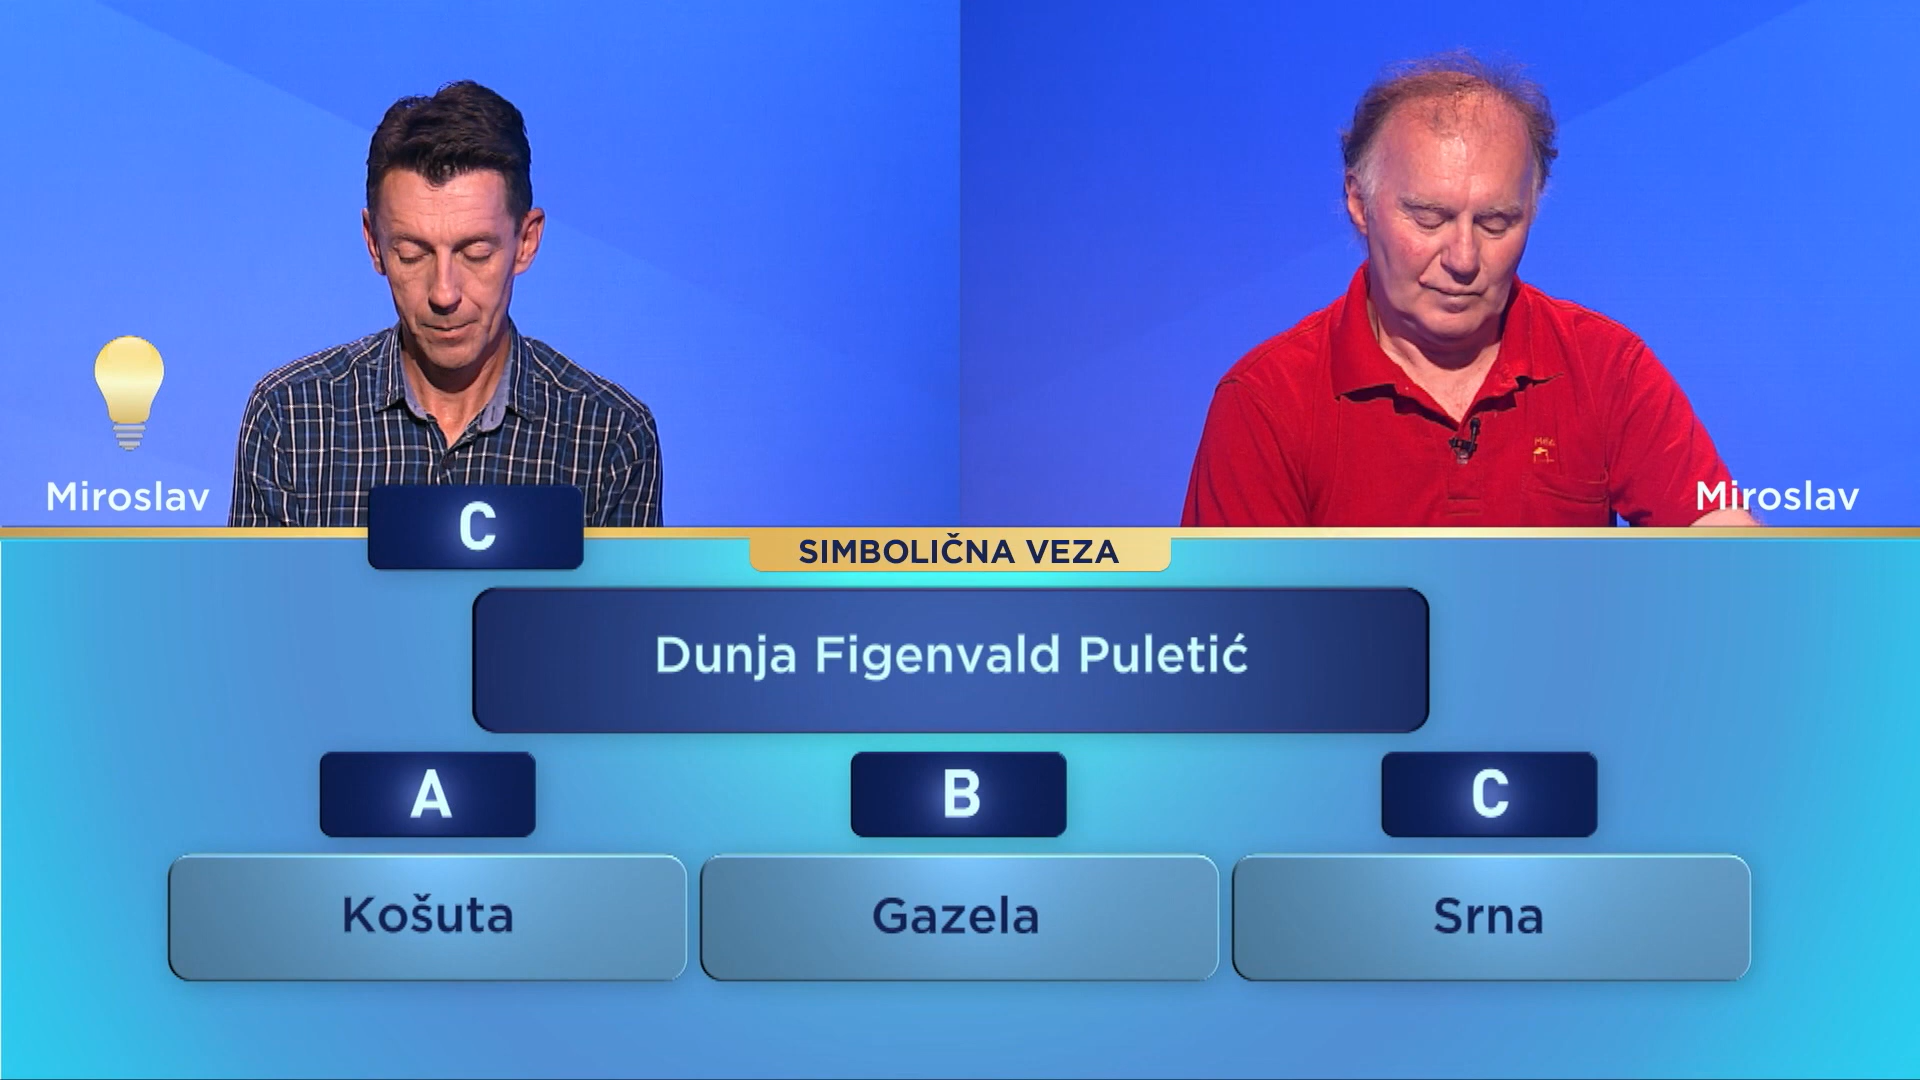 Miroslav
Miroslav
C
SIMBOLIČNA VEZA
Dunja Figenvald Puletić
A
B
C
Košuta
Gazela
Srna